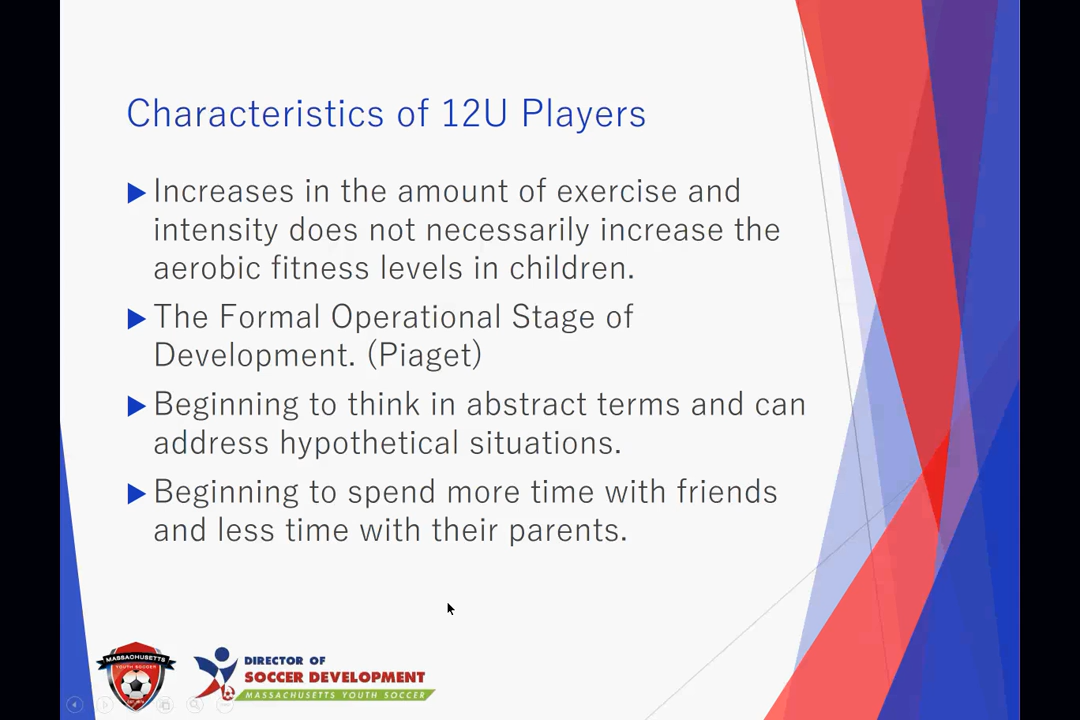 Characteristics of 12U Players
Increases in the amount of exercise and
intensity does not necessarily increase the
aerobic fitness levels in children.
The Formal Operational Stage of
Development. (Piaget)
Beginning to think in abstract terms and can
address hypothetical situations.
Beginning to spend more time with friends
and less time with their parents.
MASSACHUSETTS
YOUTH SOCCER
DIRECTOR OF
SOCCER DEVELOPMENT
MASSACHUSETTS YOUTH SOCCER